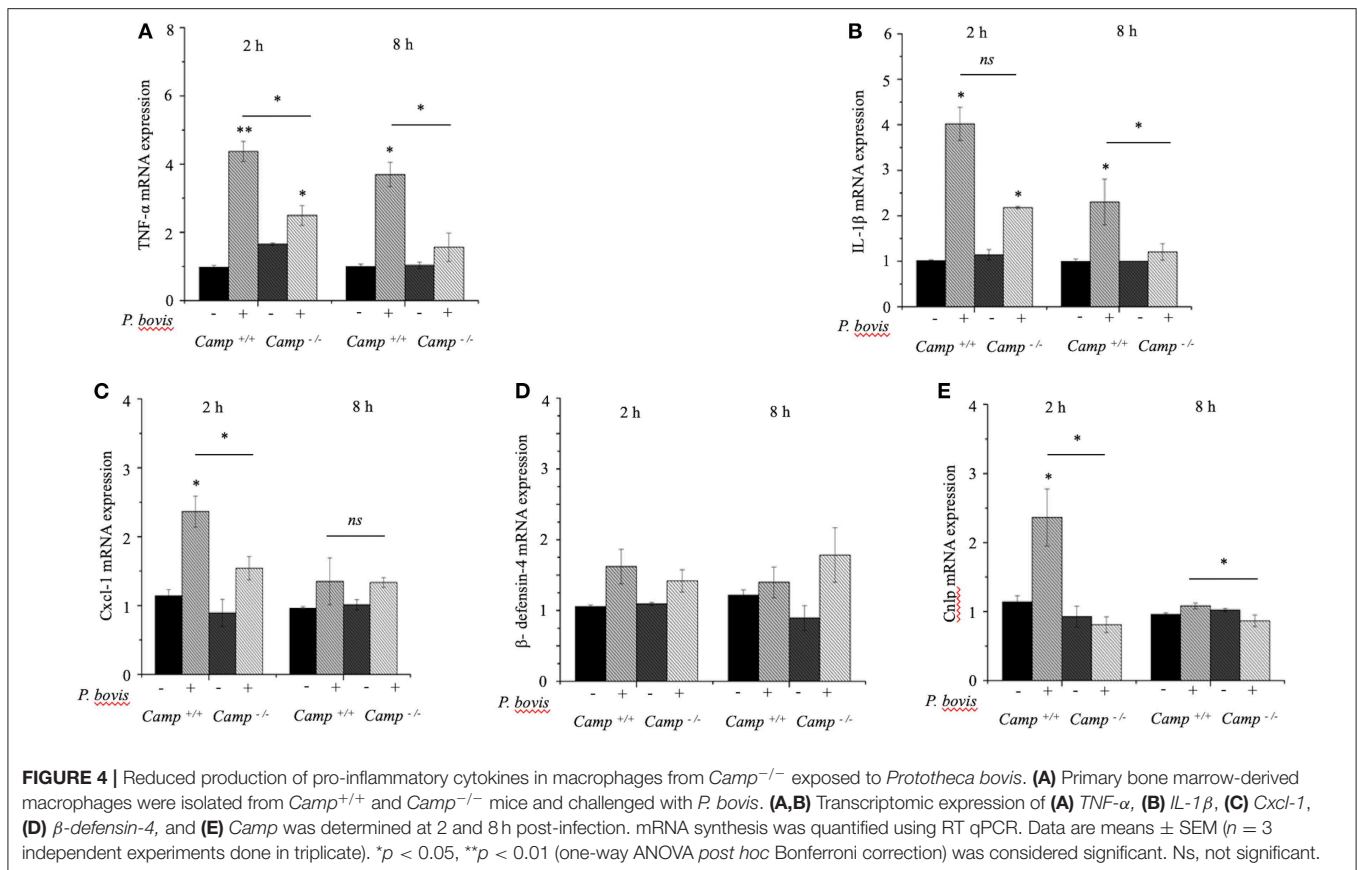 A
2 h
8 h
8
6
4
2
0
TNF-α mRNA expression
*
*
**
*
*
P. bovis
- + - + - + - +
Camp +/+ Camp -/- Camp +/+ Camp -/-
B
2 h
8 h
6
5
4
3
2
1
0
IL-1β mRNA expression
ns
*
*
*
*
P. bovis
- + - + - + - +
Camp +/+ Camp -/- Camp +/+ Camp -/-
C
2 h
8 h
4
3
2
1
0
Cxcl-1 mRNA expression
*
*
ns
P. bovis
- + - + - + - +
Camp +/+ Camp -/- Camp +/+ Camp -/-
D
2 h
8 h
4
3
2
1
0
β- defensin-4 mRNA expression
P. bovis
- + - + - + - +
Camp +/+ Camp -/- Camp +/+ Camp -/-
E
2 h
8 h
4
3
2
1
0
Cnlp mRNA expression
*
*
*
P. bovis
- + - + - + - +
Camp +/+ Camp -/- Camp +/+ Camp -/-
FIGURE 4 | Reduced production of pro-inflammatory cytokines in macrophages from Camp−/− exposed to Prototheca bovis. (A) Primary bone marrow-derived
macrophages were isolated from Camp+/+ and Camp−/− mice and challenged with P. bovis. (A,B) Transcriptomic expression of (A) TNF-α, (B) IL-1β, (C) Cxcl-1,
(D) β-defensin-4, and (E) Camp was determined at 2 and 8 h post-infection. mRNA synthesis was quantified using RT qPCR. Data are means ± SEM (n = 3
independent experiments done in triplicate). *p < 0.05, **p < 0.01 (one-way ANOVA post hoc Bonferroni correction) was considered significant. Ns, not significant.